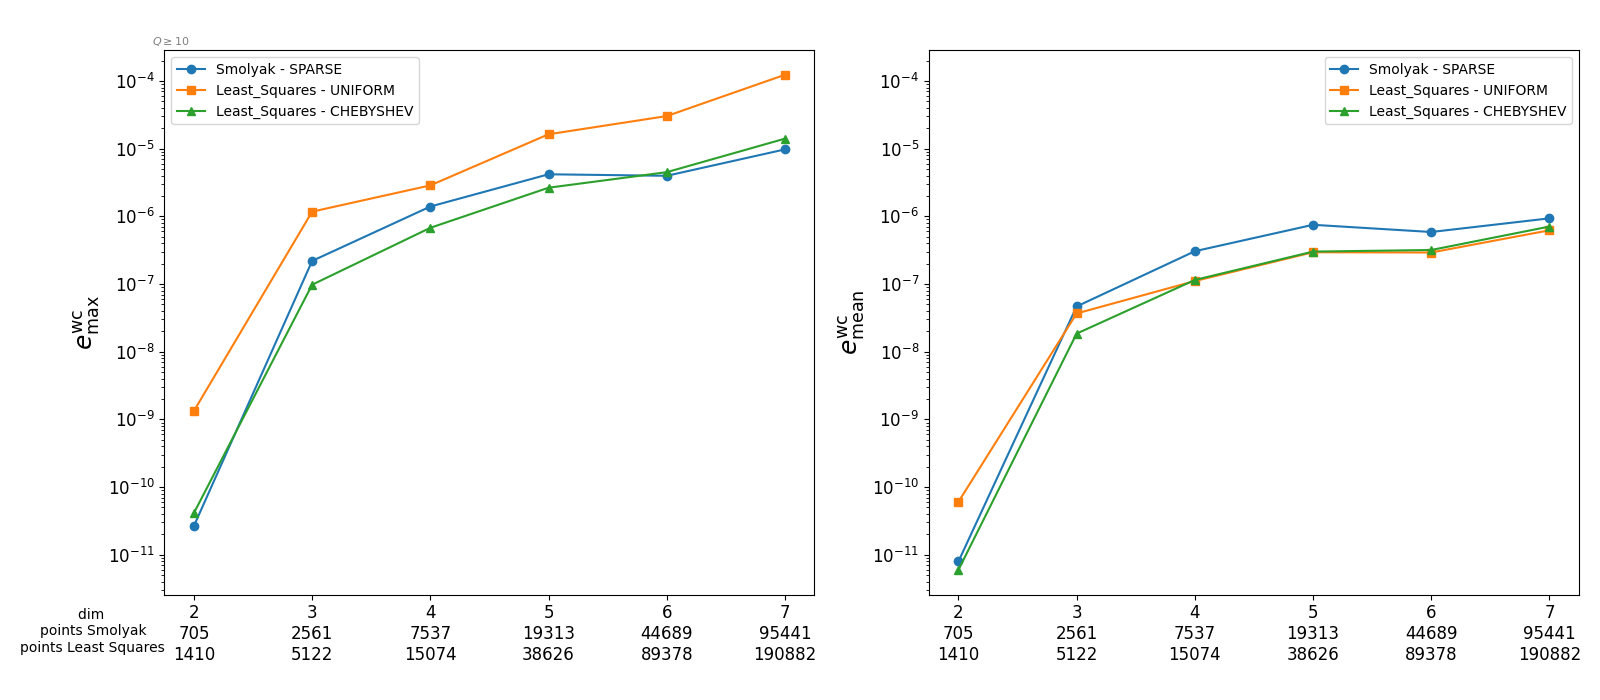 Q ≥ 10
Smolyak - SPARSE
Least_Squares - UNIFORM
Least_Squares - CHEBYSHEV
10⁻⁴
10⁻⁵
10⁻⁶
10⁻⁷
10⁻⁸
10⁻⁹
10⁻¹⁰
10⁻¹¹
e^wc_max
dim 2 3 4 5 6 7
points Smolyak 705 2561 7537 19313 44689 95441
points Least Squares 1410 5122 15074 38626 89378 190882
Smolyak - SPARSE
Least_Squares - UNIFORM
Least_Squares - CHEBYSHEV
10⁻⁴
10⁻⁵
10⁻⁶
10⁻⁷
10⁻⁸
10⁻⁹
10⁻¹⁰
10⁻¹¹
e^wc_mean
2 3 4 5 6 7
705 2561 7537 19313 44689 95441
1410 5122 15074 38626 89378 190882